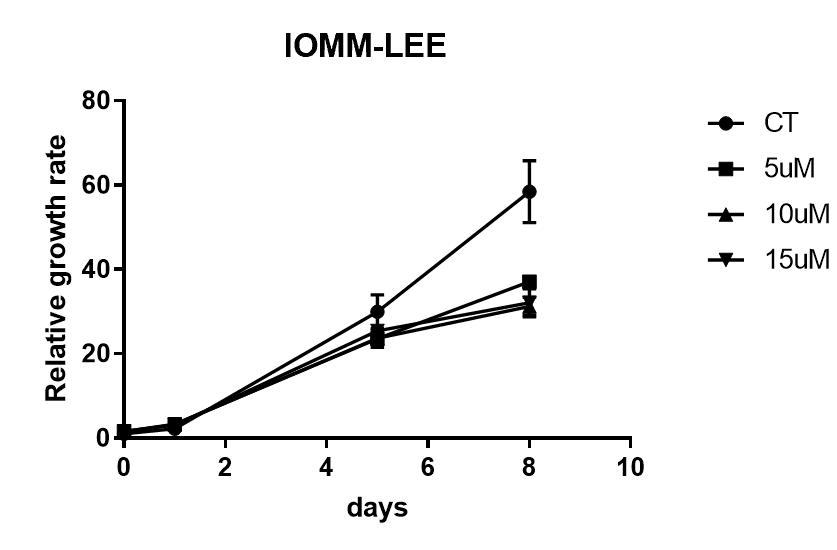 IOMM-LEE
Relative growth rate
80
60
40
20
0
0 2 4 6 8 10
days
CT
5uM
10uM
15uM